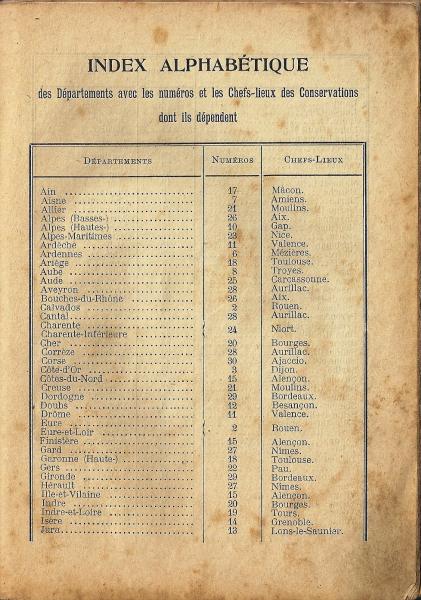 INDEX ALPHABÉTIQUE
des Départements avec les numéros et les Chefs-lieux des Conservations
dont ils dépendent
DÉPARTEMENTS NUMÉROS CHEFS-LIEUX
Ain 17 Mâcon.
Aisne 7 Amiens.
Allier 21 Moulins.
Alpes (Basses-) 26 Aix.
Alpes (Hautes-) 10 Gap.
Alpes-Maritimes 23 Nice.
Ardèche 11 Valence.
Ardennes 6 Mézières.
Ariège 18 Toulouse.
Aube 8 Troyes.
Aude 25 Carcassonne.
Aveyron 28 Aurillac.
Bouches-du-Rhône 26 Aix.
Calvados 2 Rouen.
Cantal 28 Aurillac.
Charente
Charente-Inférieure 24 Niort.
Cher 20 Bourges.
Corrèze 28 Aurillac.
Corse 30 Ajaccio.
Côte-d'Or 3 Dijon.
Côtes-du-Nord 15 Alençon.
Creuse 21 Moulins.
Dordogne 29 Bordeaux.
Doubs 12 Besançon.
Drôme 11 Valence.
Eure
Eure-et-Loir 2 Rouen.
Finistère 15 Alençon.
Gard 27 Nimes.
Garonne (Haute-) 18 Toulouse.
Gers 22 Pau.
Gironde 29 Bordeaux.
Hérault 27 Nimes.
Ille-et-Vilaine 15 Alençon.
Indre 20 Bourges.
Indre-et-Loire 19 Tours.
Isère 14 Grenoble.
Jura 13 Lons-le-Saunier.